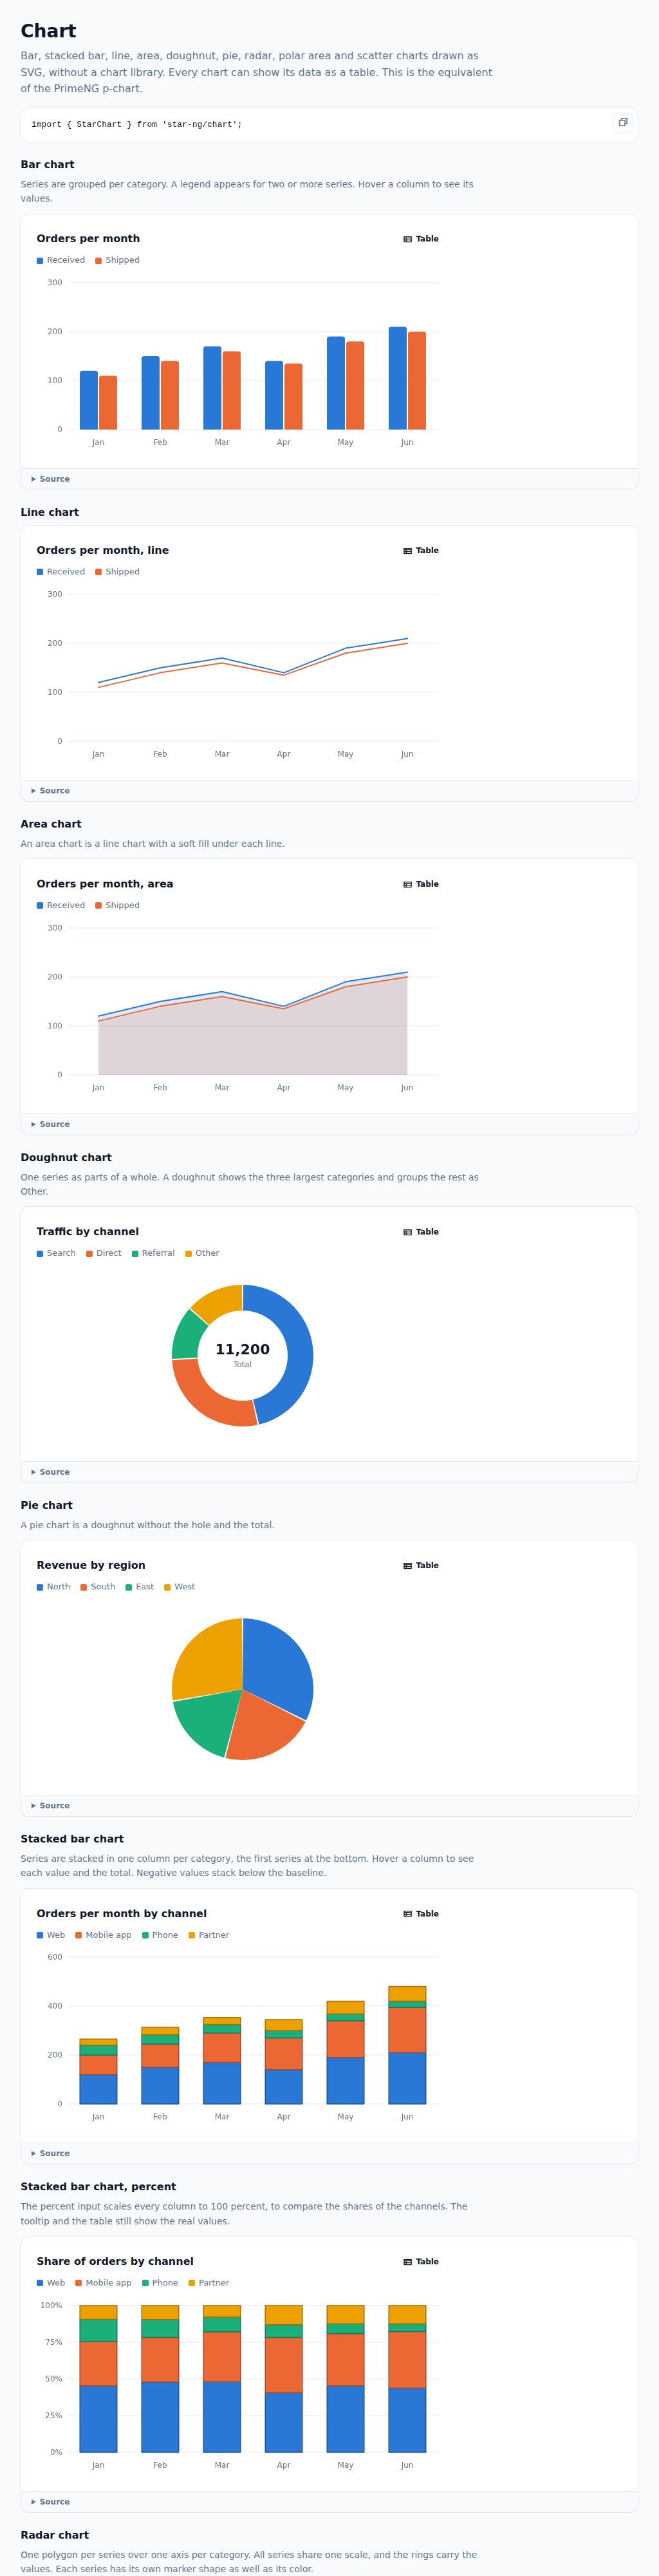 Chart
Bar, stacked bar, line, area, doughnut, pie, radar, polar area and scatter charts drawn as
SVG, without a chart library. Every chart can show its data as a table. This is the equivalent
of the PrimeNG p-chart.
import { StarChart } from 'star-ng/chart';
Bar chart
Series are grouped per category. A legend appears for two or more series. Hover a column to see its
values.
Orders per month
Table
Received Shipped
300
200
100
0
Jan Feb Mar Apr May Jun
Source
Line chart
Orders per month, line
Table
Received Shipped
300
200
100
0
Jan Feb Mar Apr May Jun
Source
Area chart
An area chart is a line chart with a soft fill under each line.
Orders per month, area
Table
Received Shipped
300
200
100
0
Jan Feb Mar Apr May Jun
Source
Doughnut chart
One series as parts of a whole. A doughnut shows the three largest categories and groups the rest as
Other.
Traffic by channel
Table
Search Direct Referral Other
11,200
Total
Source
Pie chart
A pie chart is a doughnut without the hole and the total.
Revenue by region
Table
North South East West
Source
Stacked bar chart
Series are stacked in one column per category, the first series at the bottom. Hover a column to see
each value and the total. Negative values stack below the baseline.
Orders per month by channel
Table
Web Mobile app Phone Partner
600
400
200
0
Jan Feb Mar Apr May Jun
Source
Stacked bar chart, percent
The percent input scales every column to 100 percent, to compare the shares of the channels. The
tooltip and the table still show the real values.
Share of orders by channel
Table
Web Mobile app Phone Partner
100%
75%
50%
25%
0%
Jan Feb Mar Apr May Jun
Source
Radar chart
One polygon per series over one axis per category. All series share one scale, and the rings carry the
values. Each series has its own marker shape as well as its color.